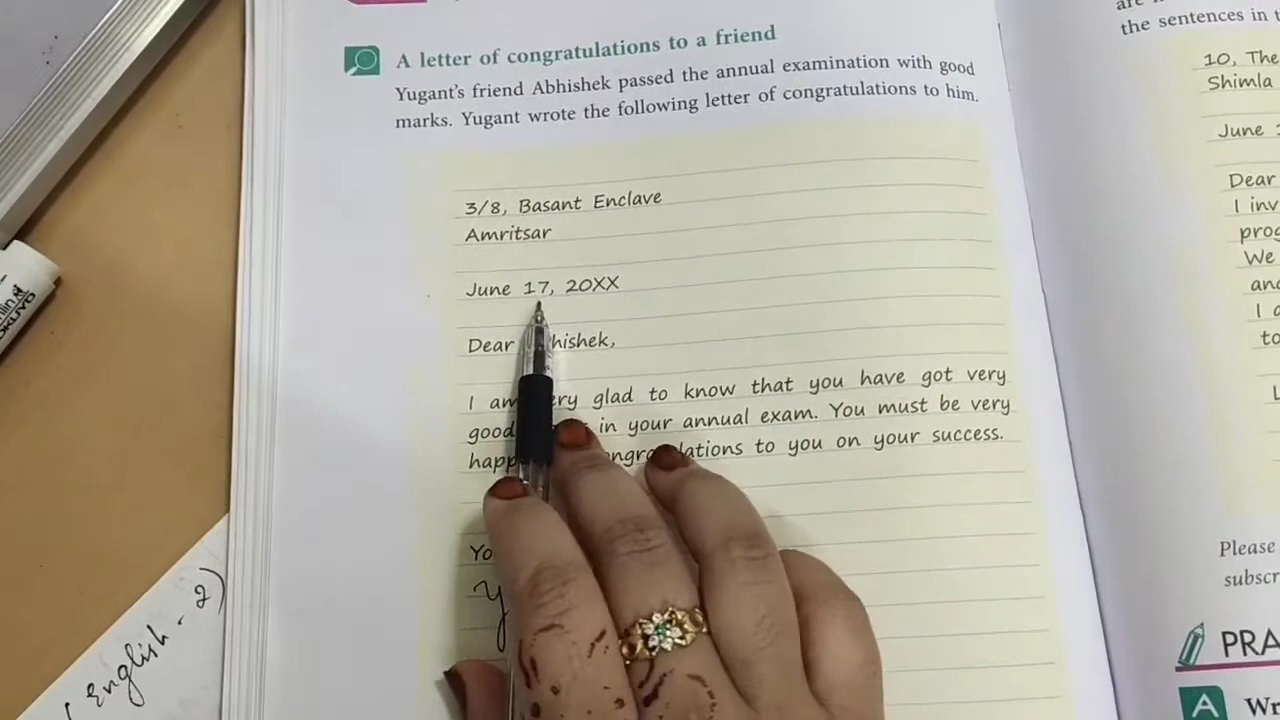 A letter of congratulations to a friend
Yugant's friend Abhishek passed the annual examination with good
marks. Yugant wrote the following letter of congratulations to him.
3/8, Basant Enclave
Amritsar
June 17, 20XX
Dear hishek,
I am ery glad to know that you have got very
good in your annual exam. You must be very
happ ngra lations to you on your success.
Yo
Y
the sentences in t
10, The
Shimla
June
Dear
I inv
proc
We
and
I a
to
L
Please
subscr
PRA
A Wr
English - 2)
KOKUYO